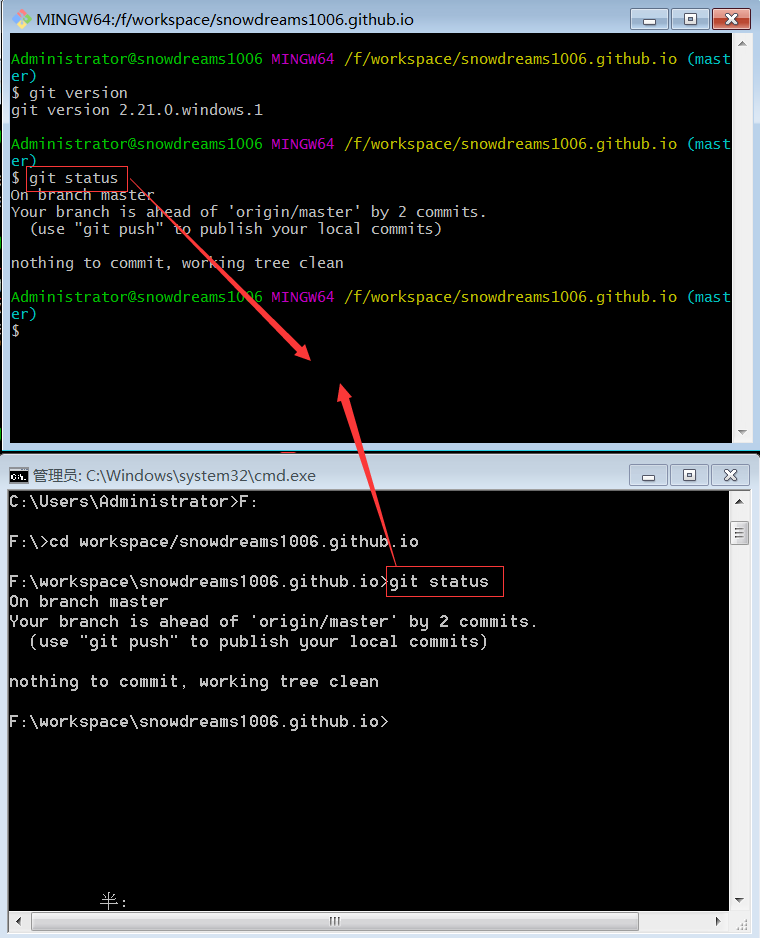 MINGW64:/f/workspace/snowdreams1006.github.io
Administrator@snowdreams1006 MINGW64 /f/workspace/snowdreams1006.github.io (mast
er)
$ git version
git version 2.21.0.windows.1
Administrator@snowdreams1006 MINGW64 /f/workspace/snowdreams1006.github.io (mast
er)
$ git status
On branch master
Your branch is ahead of 'origin/master' by 2 commits.
  (use "git push" to publish your local commits)
nothing to commit, working tree clean
Administrator@snowdreams1006 MINGW64 /f/workspace/snowdreams1006.github.io (mast
er)
$
管理员: C:\Windows\system32\cmd.exe
C:\Users\Administrator>F:
F:\>cd workspace/snowdreams1006.github.io
F:\workspace\snowdreams1006.github.io>git status
On branch master
Your branch is ahead of 'origin/master' by 2 commits.
  (use "git push" to publish your local commits)
nothing to commit, working tree clean
F:\workspace\snowdreams1006.github.io>
半: